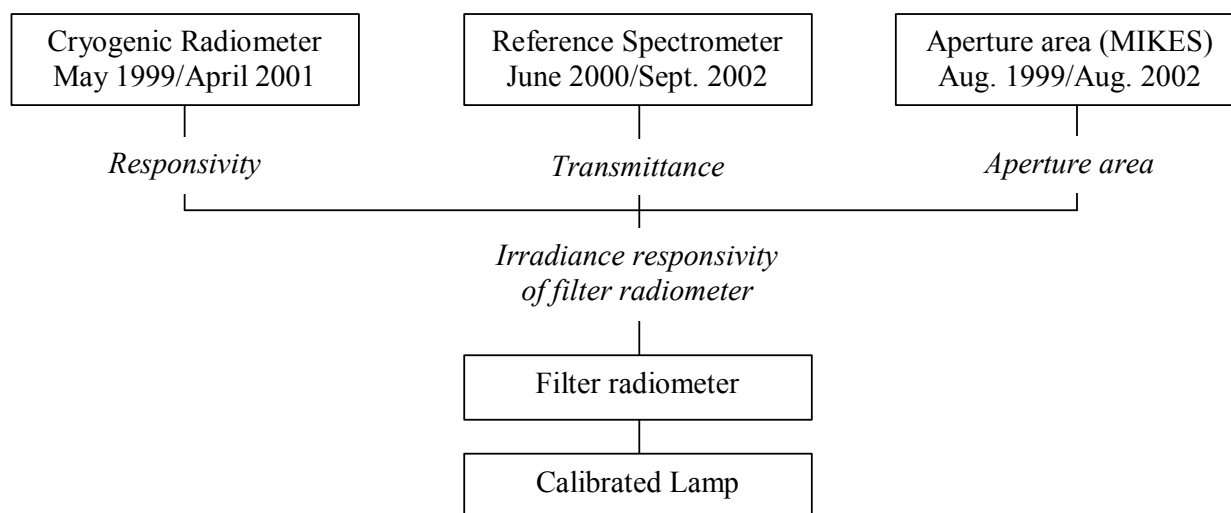 Cryogenic Radiometer
May 1999/April 2001
Reference Spectrometer
June 2000/Sept. 2002
Aperture area (MIKES)
Aug. 1999/Aug. 2002
Responsivity
Transmittance
Aperture area
Irradiance responsivity
of filter radiometer
Filter radiometer
Calibrated Lamp